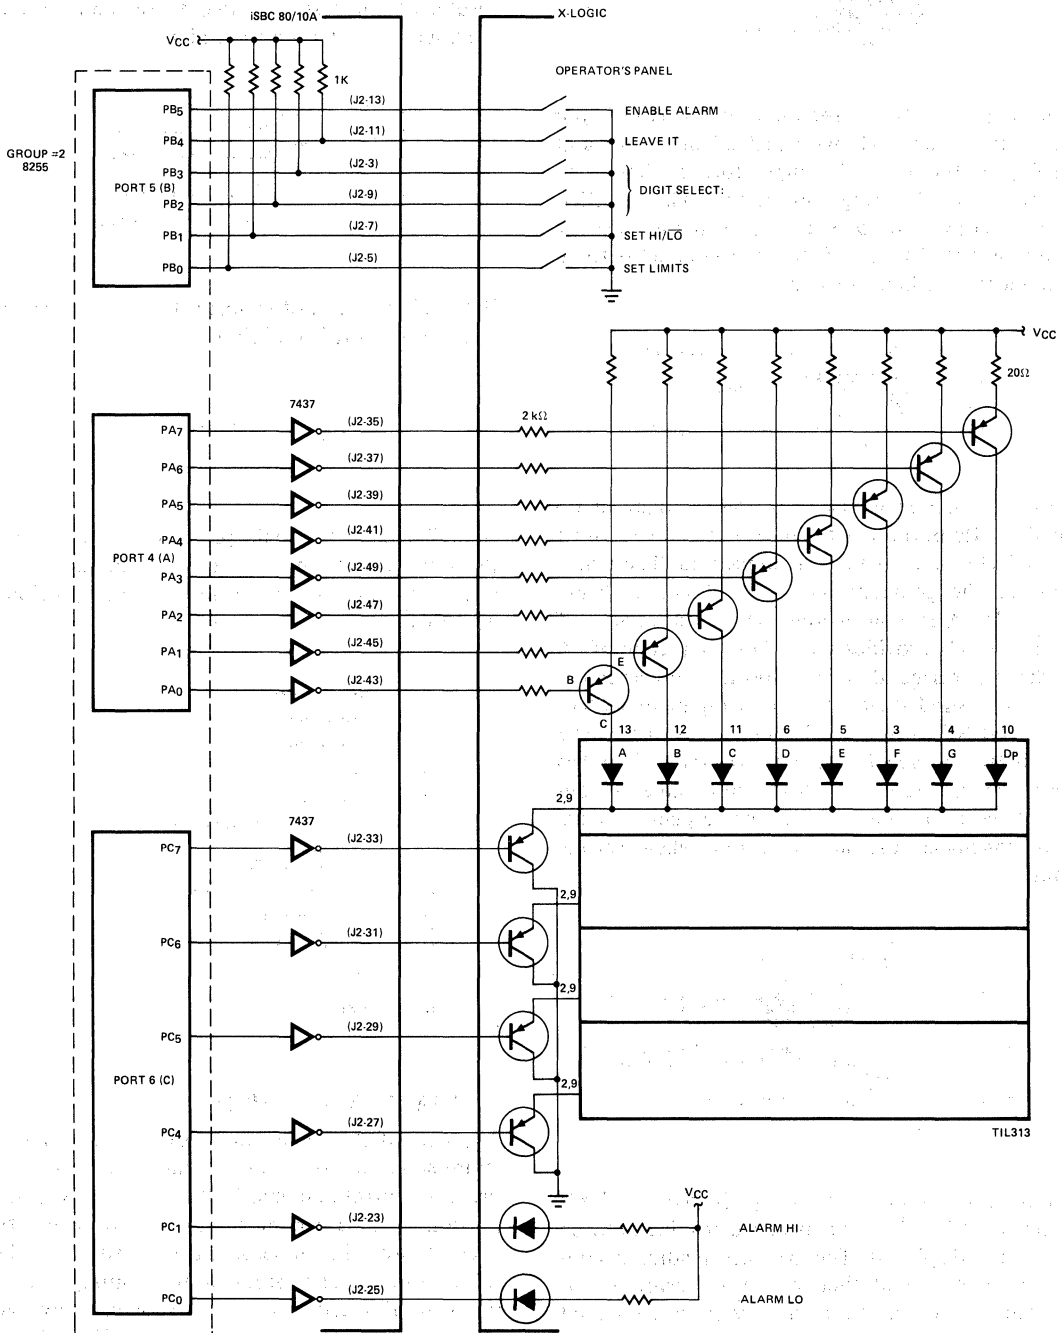 iSBC 80/10A
X-LOGIC
VCC
1K
OPERATOR'S PANEL
GROUP =2
8255
PORT 5 (B)
PB5 (J2-13) ENABLE ALARM
PB4 (J2-11) LEAVE IT
PB3 (J2-3)
DIGIT SELECT:
PB2 (J2-9)
PB1 (J2-7) SET HI/L̅O̅
PB0 (J2-5) SET LIMITS
VCC
20Ω
7437
2 kΩ
PORT 4 (A)
PA7 (J2-35)
PA6 (J2-37)
PA5 (J2-39)
PA4 (J2-41)
PA3 (J2-49)
PA2 (J2-47)
PA1 (J2-45)
PA0 (J2-43)
B E C
13 12 11 6 5 3 4 10
A B C D E F G DP
2,9
7437
PC7 (J2-33)
2,9
PC6 (J2-31)
2,9
PC5 (J2-29)
PORT 6 (C)
2,9
PC4 (J2-27)
TIL313
VCC
PC1 (J2-23) ALARM HI
PC0 (J2-25) ALARM LO